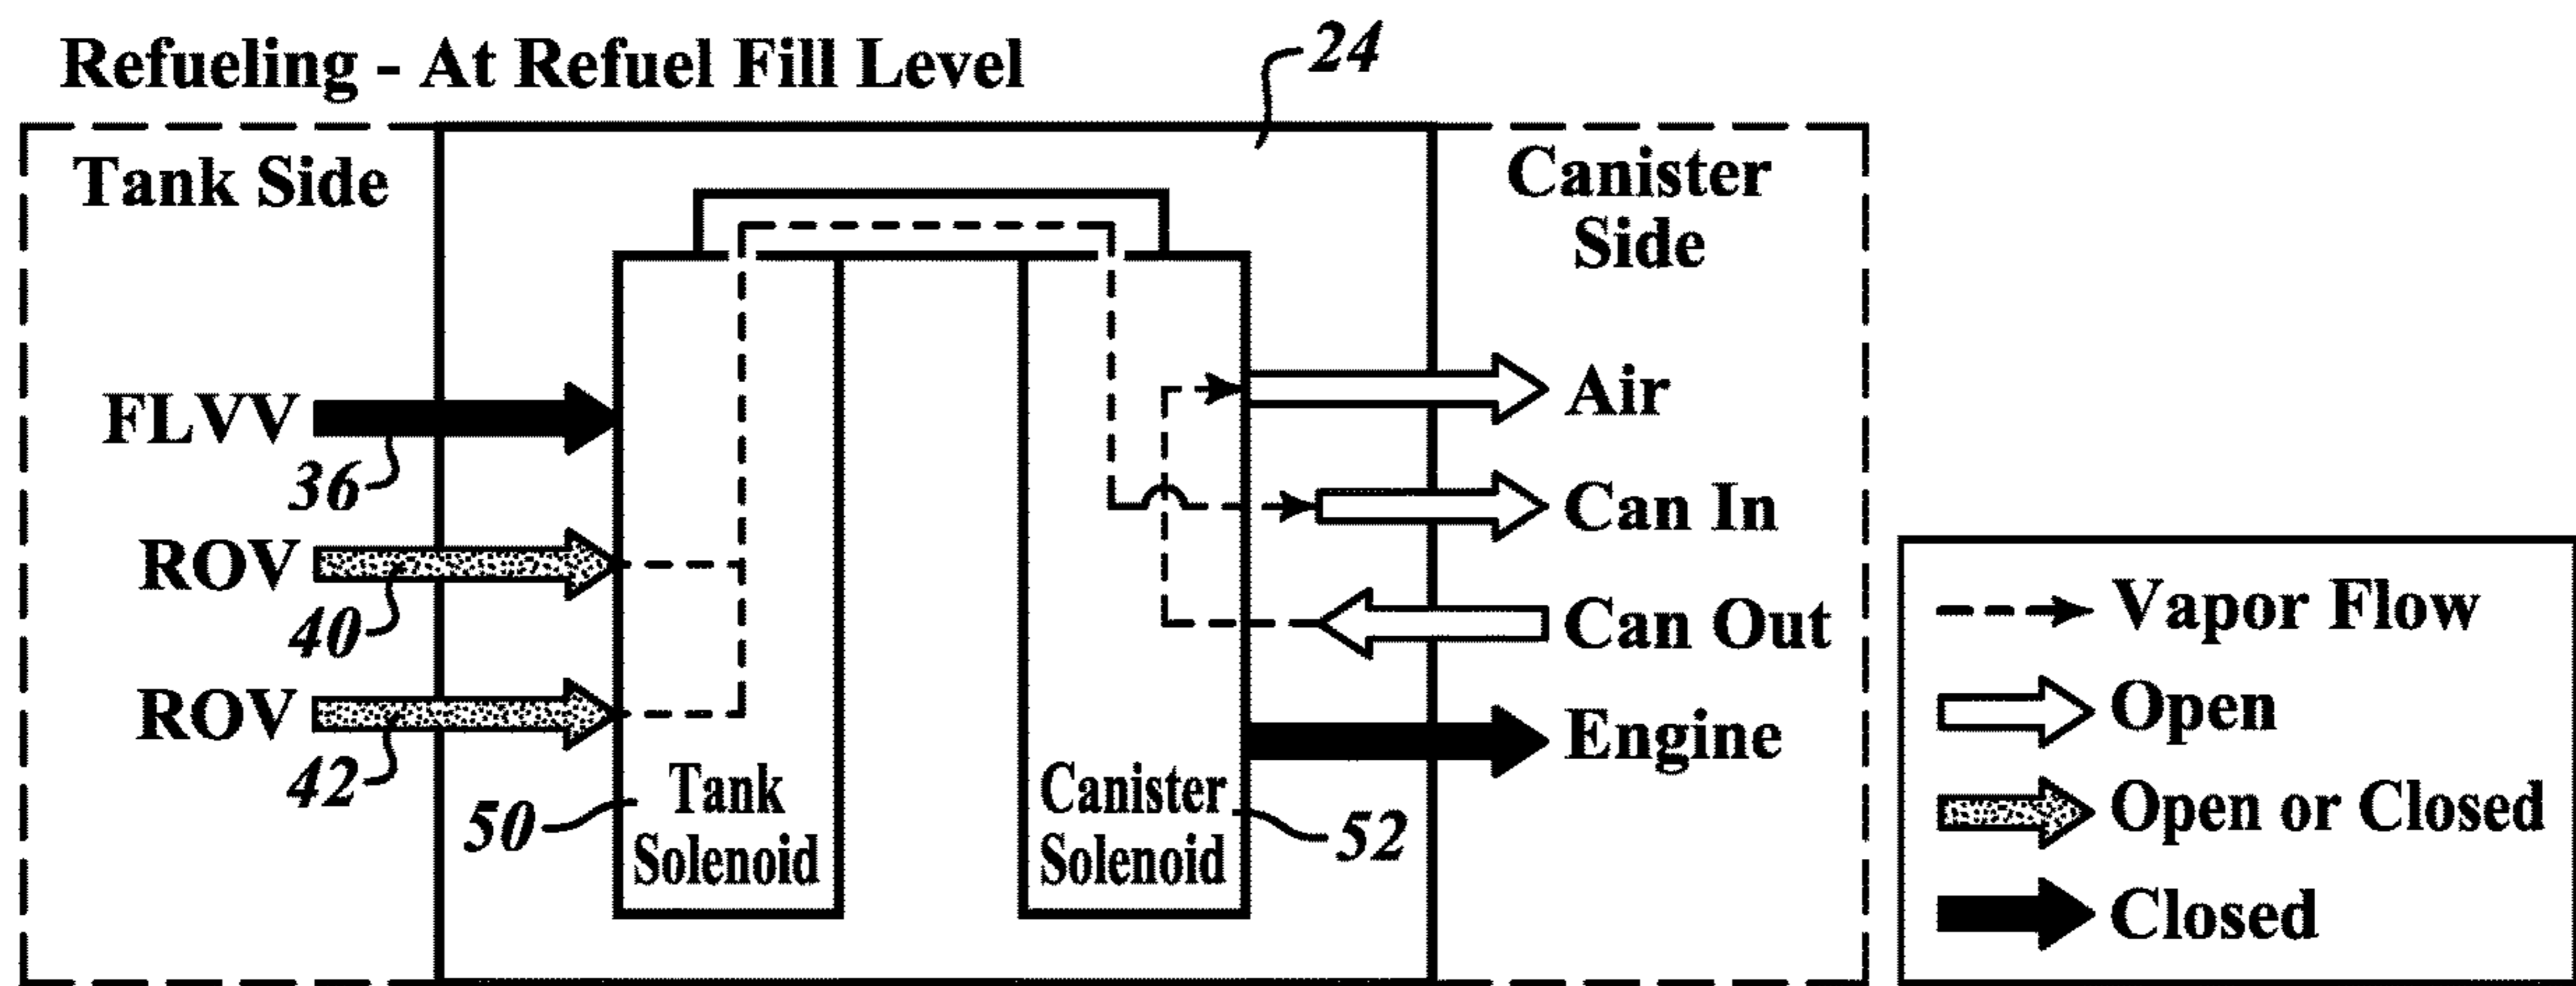 Refueling - At Refuel Fill Level
24
Tank Side
Canister
Side
FLVV
36
ROV
40
ROV
42
50
Tank
Solenoid
Canister
Solenoid
52
Air
Can In
Can Out
Engine
Vapor Flow
Open
Open or Closed
Closed